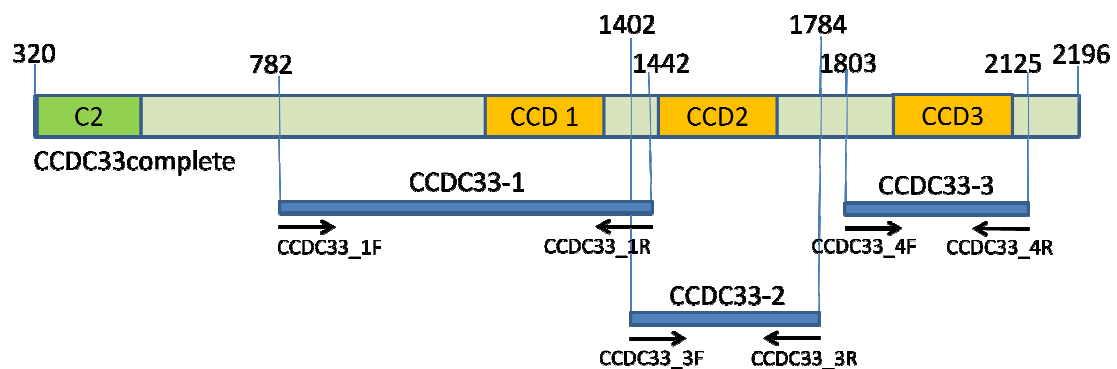 1402
1784
320
782
1442
1803
2125
2196
C2
CCD 1
CCD2
CCD3
CCDC33complete
CCDC33-1
CCDC33-3
CCDC33_1F
CCDC33_1R
CCDC33_4F
CCDC33_4R
CCDC33-2
CCDC33_3F
CCDC33_3R